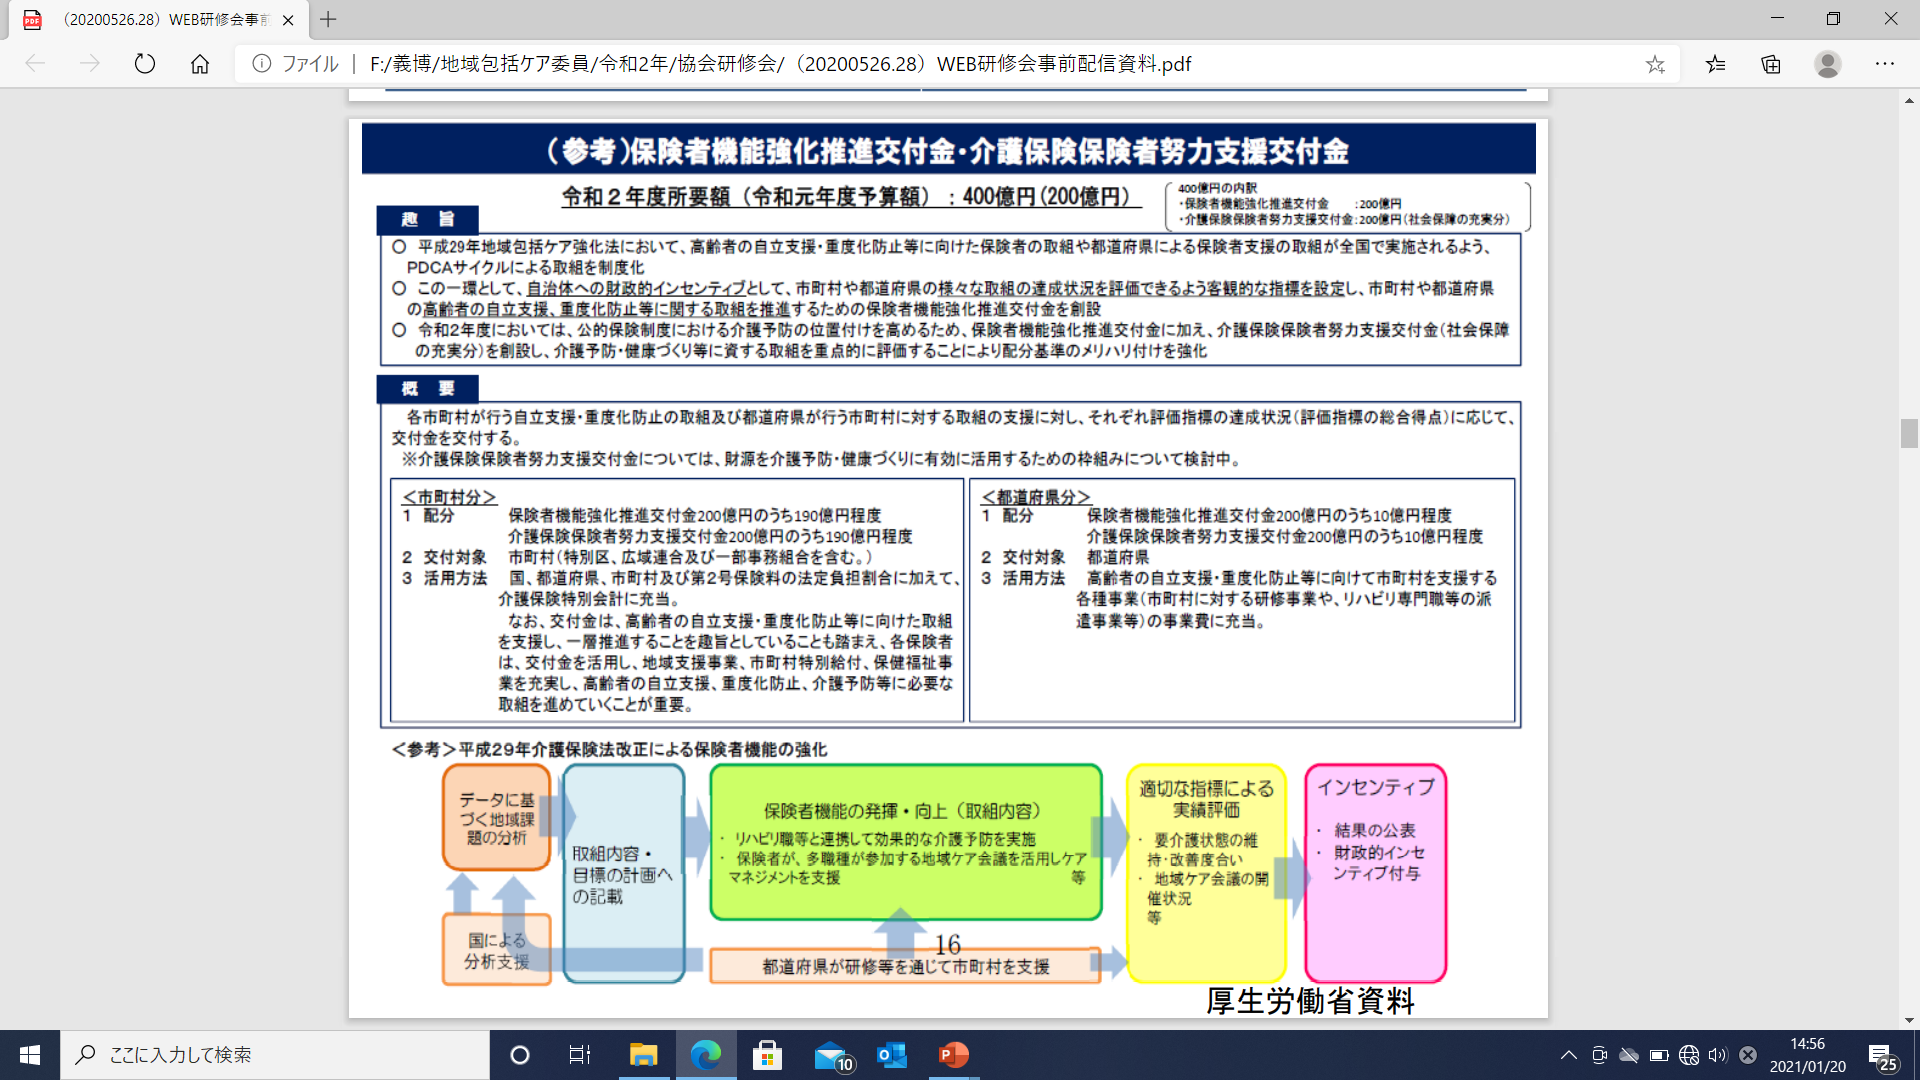 （20200526.28）WEB研修会事前
ファイル
F:/義博/地域包括ケア委員/令和2年/協会研修会/（20200526.28）WEB研修会事前配信資料.pdf
（参考）保険者機能強化推進交付金・介護保険保険者努力支援交付金
令和２年度所要額（令和元年度予算額）：400億円（200億円）
400億円の内訳
・保険者機能強化推進交付金　　：200億円
・介護保険保険者努力支援交付金：200億円（社会保障の充実分）
趣　旨
○　平成29年地域包括ケア強化法において、高齢者の自立支援・重度化防止等に向けた保険者の取組や都道府県による保険者支援の取組が全国で実施されるよう、
PDCAサイクルによる取組を制度化
○　この一環として、自治体への財政的インセンティブとして、市町村や都道府県の様々な取組の達成状況を評価できるよう客観的な指標を設定し、市町村や都道府県
の高齢者の自立支援、重度化防止等に関する取組を推進するための保険者機能強化推進交付金を創設
○　令和2年度においては、公的保険制度における介護予防の位置付けを高めるため、保険者機能強化推進交付金に加え、介護保険保険者努力支援交付金（社会保障
の充実分）を創設し、介護予防・健康づくり等に資する取組を重点的に評価することにより配分基準のメリハリ付けを強化
概　要
各市町村が行う自立支援・重度化防止の取組及び都道府県が行う市町村に対する取組の支援に対し、それぞれ評価指標の達成状況（評価指標の総合得点）に応じて、
交付金を交付する。
※介護保険保険者努力支援交付金については、財源を介護予防・健康づくりに有効に活用するための枠組みについて検討中。
＜市町村分＞
1　配分　　保険者機能強化推進交付金200億円のうち190億円程度
介護保険保険者努力支援交付金200億円のうち190億円程度
2　交付対象　市町村（特別区、広域連合及び一部事務組合を含む。）
3　活用方法　国、都道府県、市町村及び第2号保険料の法定負担割合に加えて、
介護保険特別会計に充当。
なお、交付金は、高齢者の自立支援・重度化防止等に向けた取組
を支援し、一層推進することを趣旨としていることも踏まえ、各保険者
は、交付金を活用し、地域支援事業、市町村特別給付、保健福祉事
業を充実し、高齢者の自立支援、重度化防止、介護予防等に必要な
取組を進めていくことが重要。
＜都道府県分＞
1　配分　　保険者機能強化推進交付金200億円のうち10億円程度
介護保険保険者努力支援交付金200億円のうち10億円程度
2　交付対象　都道府県
3　活用方法　高齢者の自立支援・重度化防止等に向けて市町村を支援する
各種事業（市町村に対する研修事業や、リハビリ専門職等の派
遣事業等）の事業費に充当。
＜参考＞平成29年介護保険法改正による保険者機能の強化
データに基
づく地域課
題の分析
国による
分析支援
取組内容・
目標の計画へ
の記載
保険者機能の発揮・向上（取組内容）
・ リハビリ職等と連携して効果的な介護予防を実施
・ 保険者が、多職種が参加する地域ケア会議を活用しケア
マネジメントを支援　　等
16
都道府県が研修等を通じて市町村を支援
適切な指標による
実績評価
・ 要介護状態の維
持・改善度合い
・ 地域ケア会議の開
催状況
等
インセンティブ
・ 結果の公表
・ 財政的インセ
ンティブ付与
厚生労働省資料
ここに入力して検索
10
14:56
2021/01/20
25